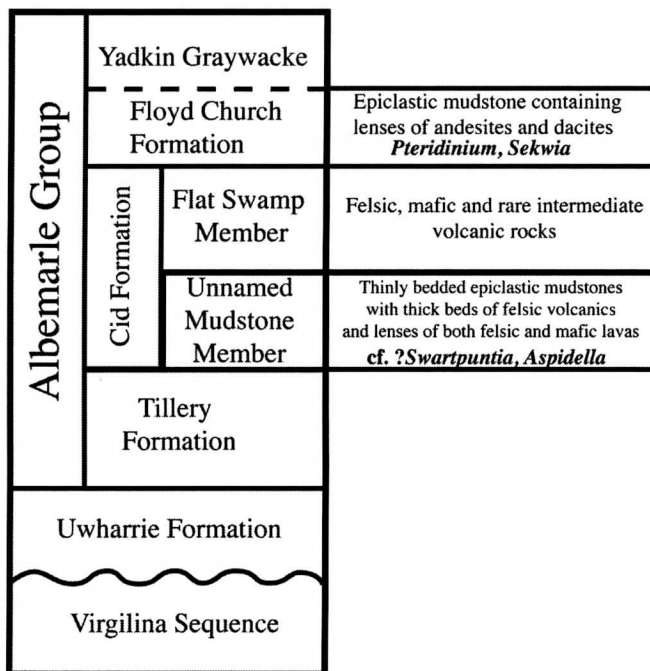 Albemarle Group
Yadkin Graywacke
Floyd Church
Formation
Epiclastic mudstone containing
lenses of andesites and dacites
Pteridinium, Sekwia
Cid Formation
Flat Swamp
Member
Felsic, mafic and rare intermediate
volcanic rocks
Unnamed
Mudstone
Member
Thinly bedded epiclastic mudstones
with thick beds of felsic volcanics
and lenses of both felsic and mafic lavas
cf. ?Swartpuntia, Aspidella
Tillery
Formation
Uwharrie Formation
Virgilina Sequence